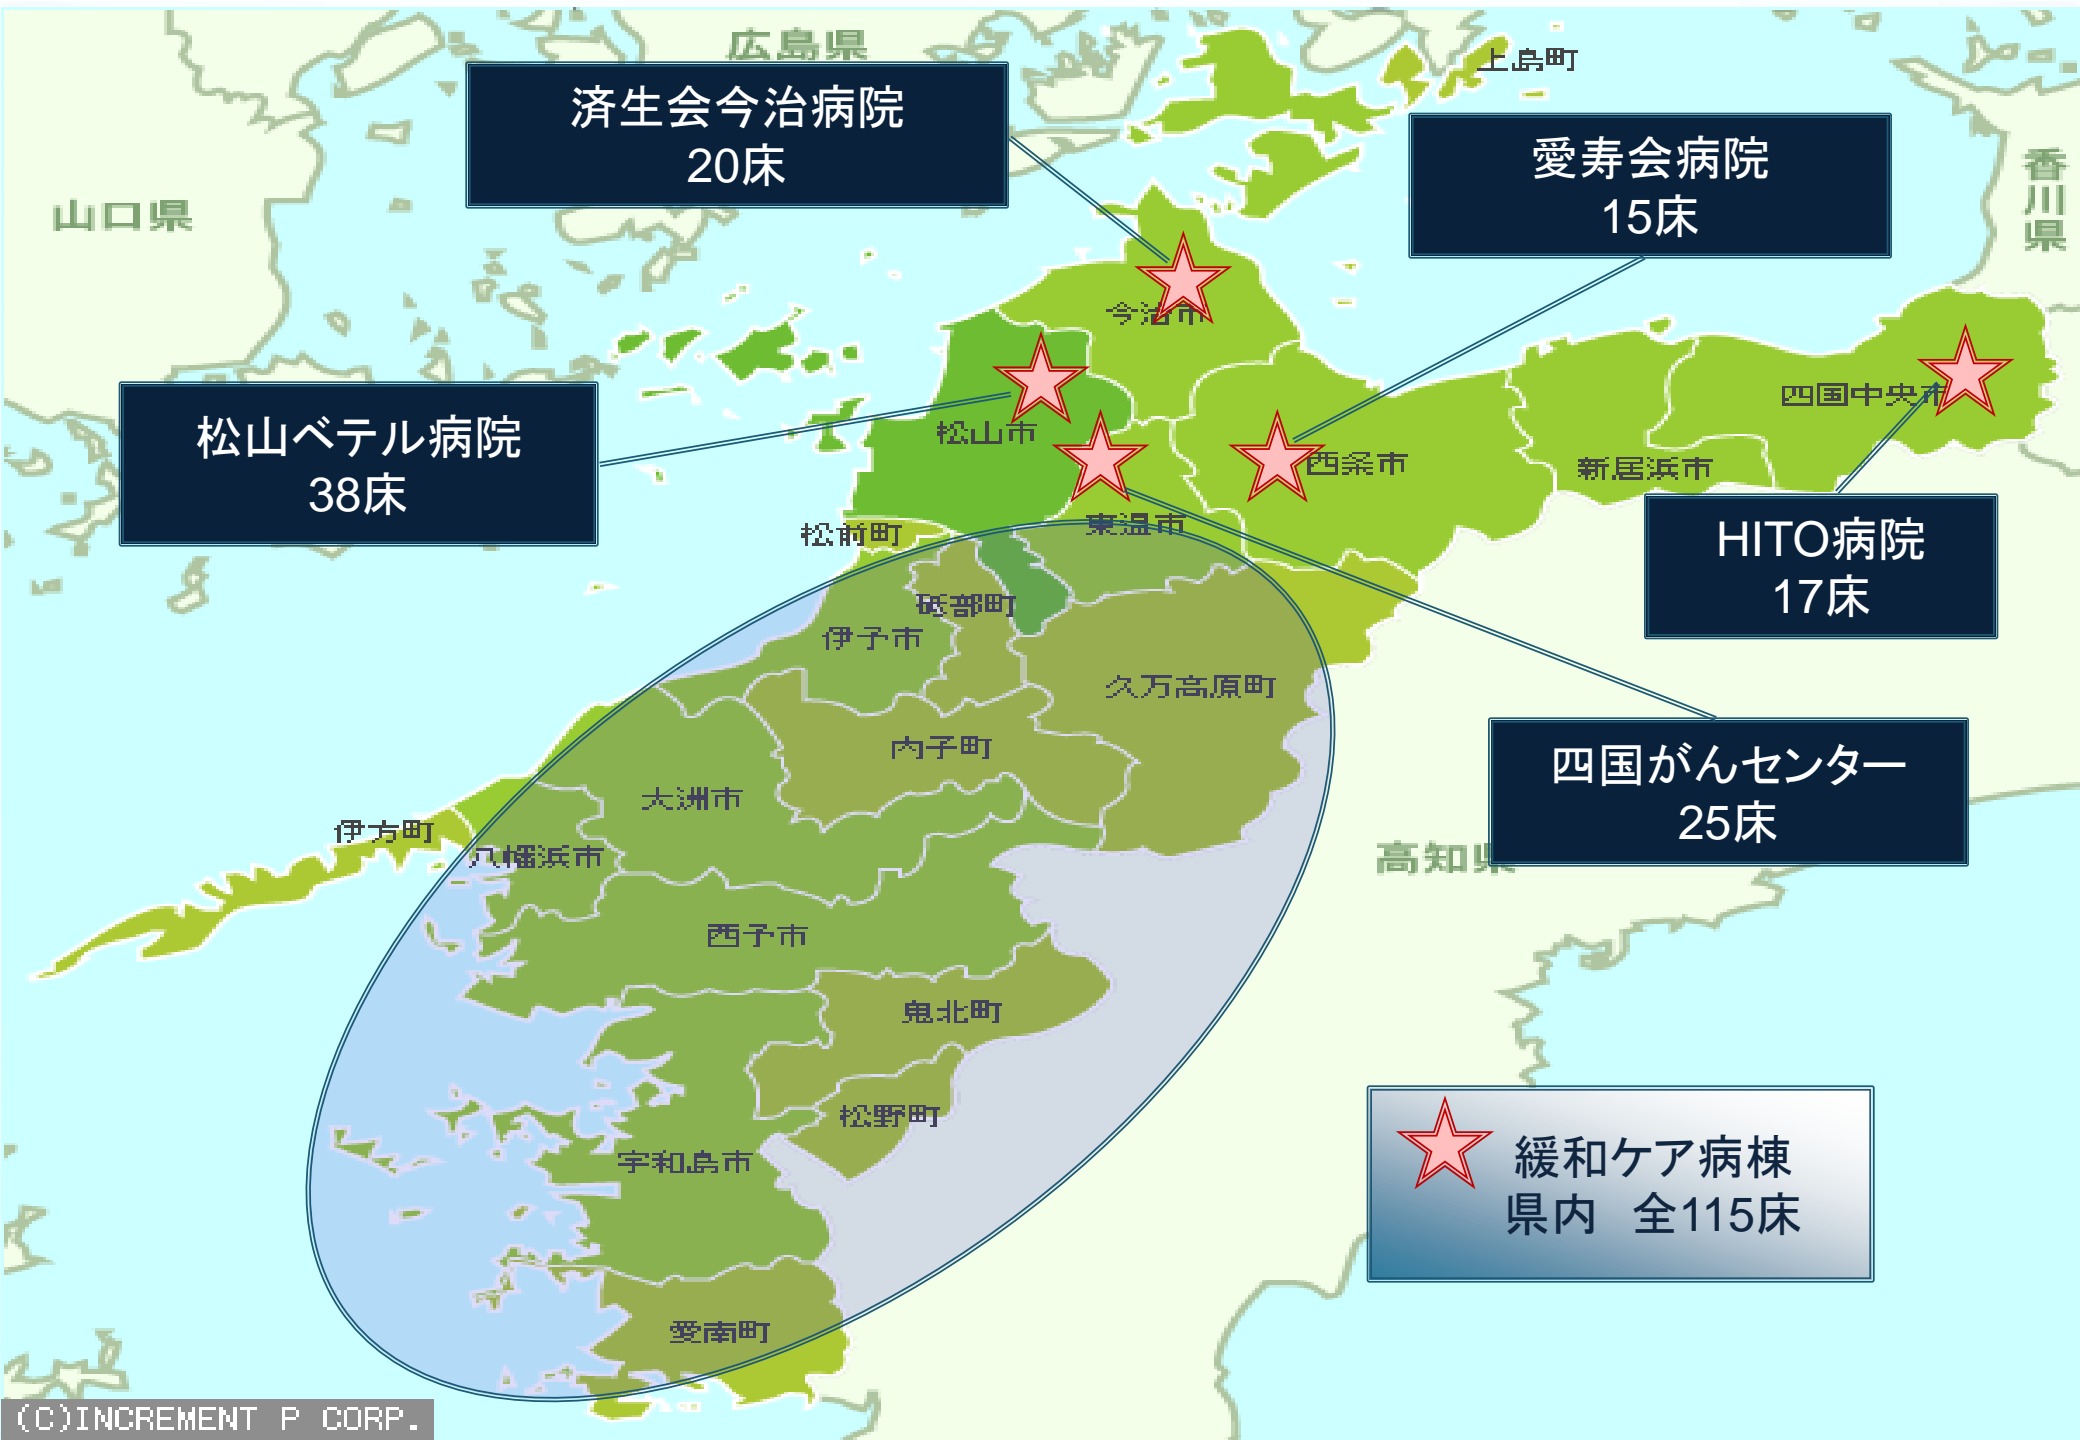 広島県
上島町
済生会今治病院
20床
愛寿会病院
15床
山口県
香川県
今治市
四国中央市
松山ベテル病院
38床
松山市
西条市
新居浜市
東温市
松前町
HITO病院
17床
砥部町
伊予市
久万高原町
内子町
四国がんセンター
25床
大洲市
伊方町
八幡浜市
高知県
西予市
鬼北町
松野町
宇和島市
緩和ケア病棟
県内 全115床
愛南町
(C)INCREMENT P CORP.